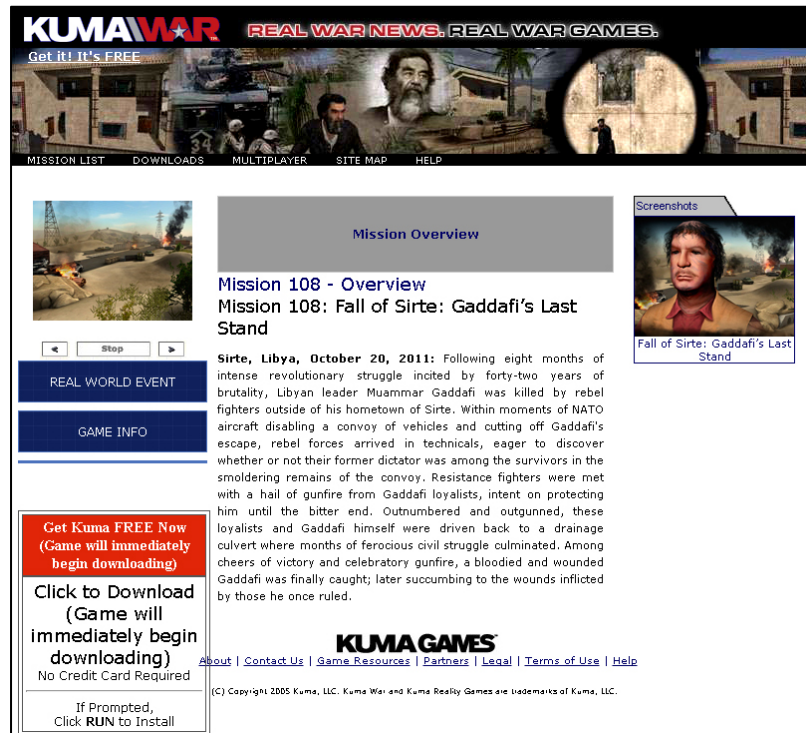 KUMA\WAR
REAL WAR NEWS. REAL WAR GAMES.
Get it! It's FREE
34
MISSION LIST DOWNLOADS MULTIPLAYER SITE MAP HELP
Stop
REAL WORLD EVENT
GAME INFO
Get Kuma FREE Now
(Game will immediately
begin downloading)
Click to Download
(Game will
immediately begin
downloading)
No Credit Card Required
If Prompted,
Click RUN to Install
Mission Overview
Mission 108 - Overview
Mission 108: Fall of Sirte: Gaddafi's Last
Stand
Sirte, Libya, October 20, 2011: Following eight months of
intense revolutionary struggle incited by forty-two years of
brutality, Libyan leader Muammar Gaddafi was killed by rebel
fighters outside of his hometown of Sirte. Within moments of NATO
aircraft disabling a convoy of vehicles and cutting off Gaddafi's
escape, rebel forces arrived in technicals, eager to discover
whether or not their former dictator was among the survivors in the
smoldering remains of the convoy. Resistance fighters were met
with a hail of gunfire from Gaddafi loyalists, intent on protecting
him until the bitter end. Outnumbered and outgunned, these
loyalists and Gaddafi himself were driven back to a drainage
culvert where months of ferocious civil struggle culminated. Among
cheers of victory and celebratory gunfire, a bloodied and wounded
Gaddafi was finally caught; later succumbing to the wounds inflicted
by those he once ruled.
Screenshots
Fall of Sirte: Gaddafi's Last
Stand
KUMA GAMES
About | Contact Us | Game Resources | Partners | Legal | Terms of Use | Help
(C) Copyright 2005 Kuma, LLC. Kuma War and Kuma Reality Games are trademarks of Kuma, LLC.